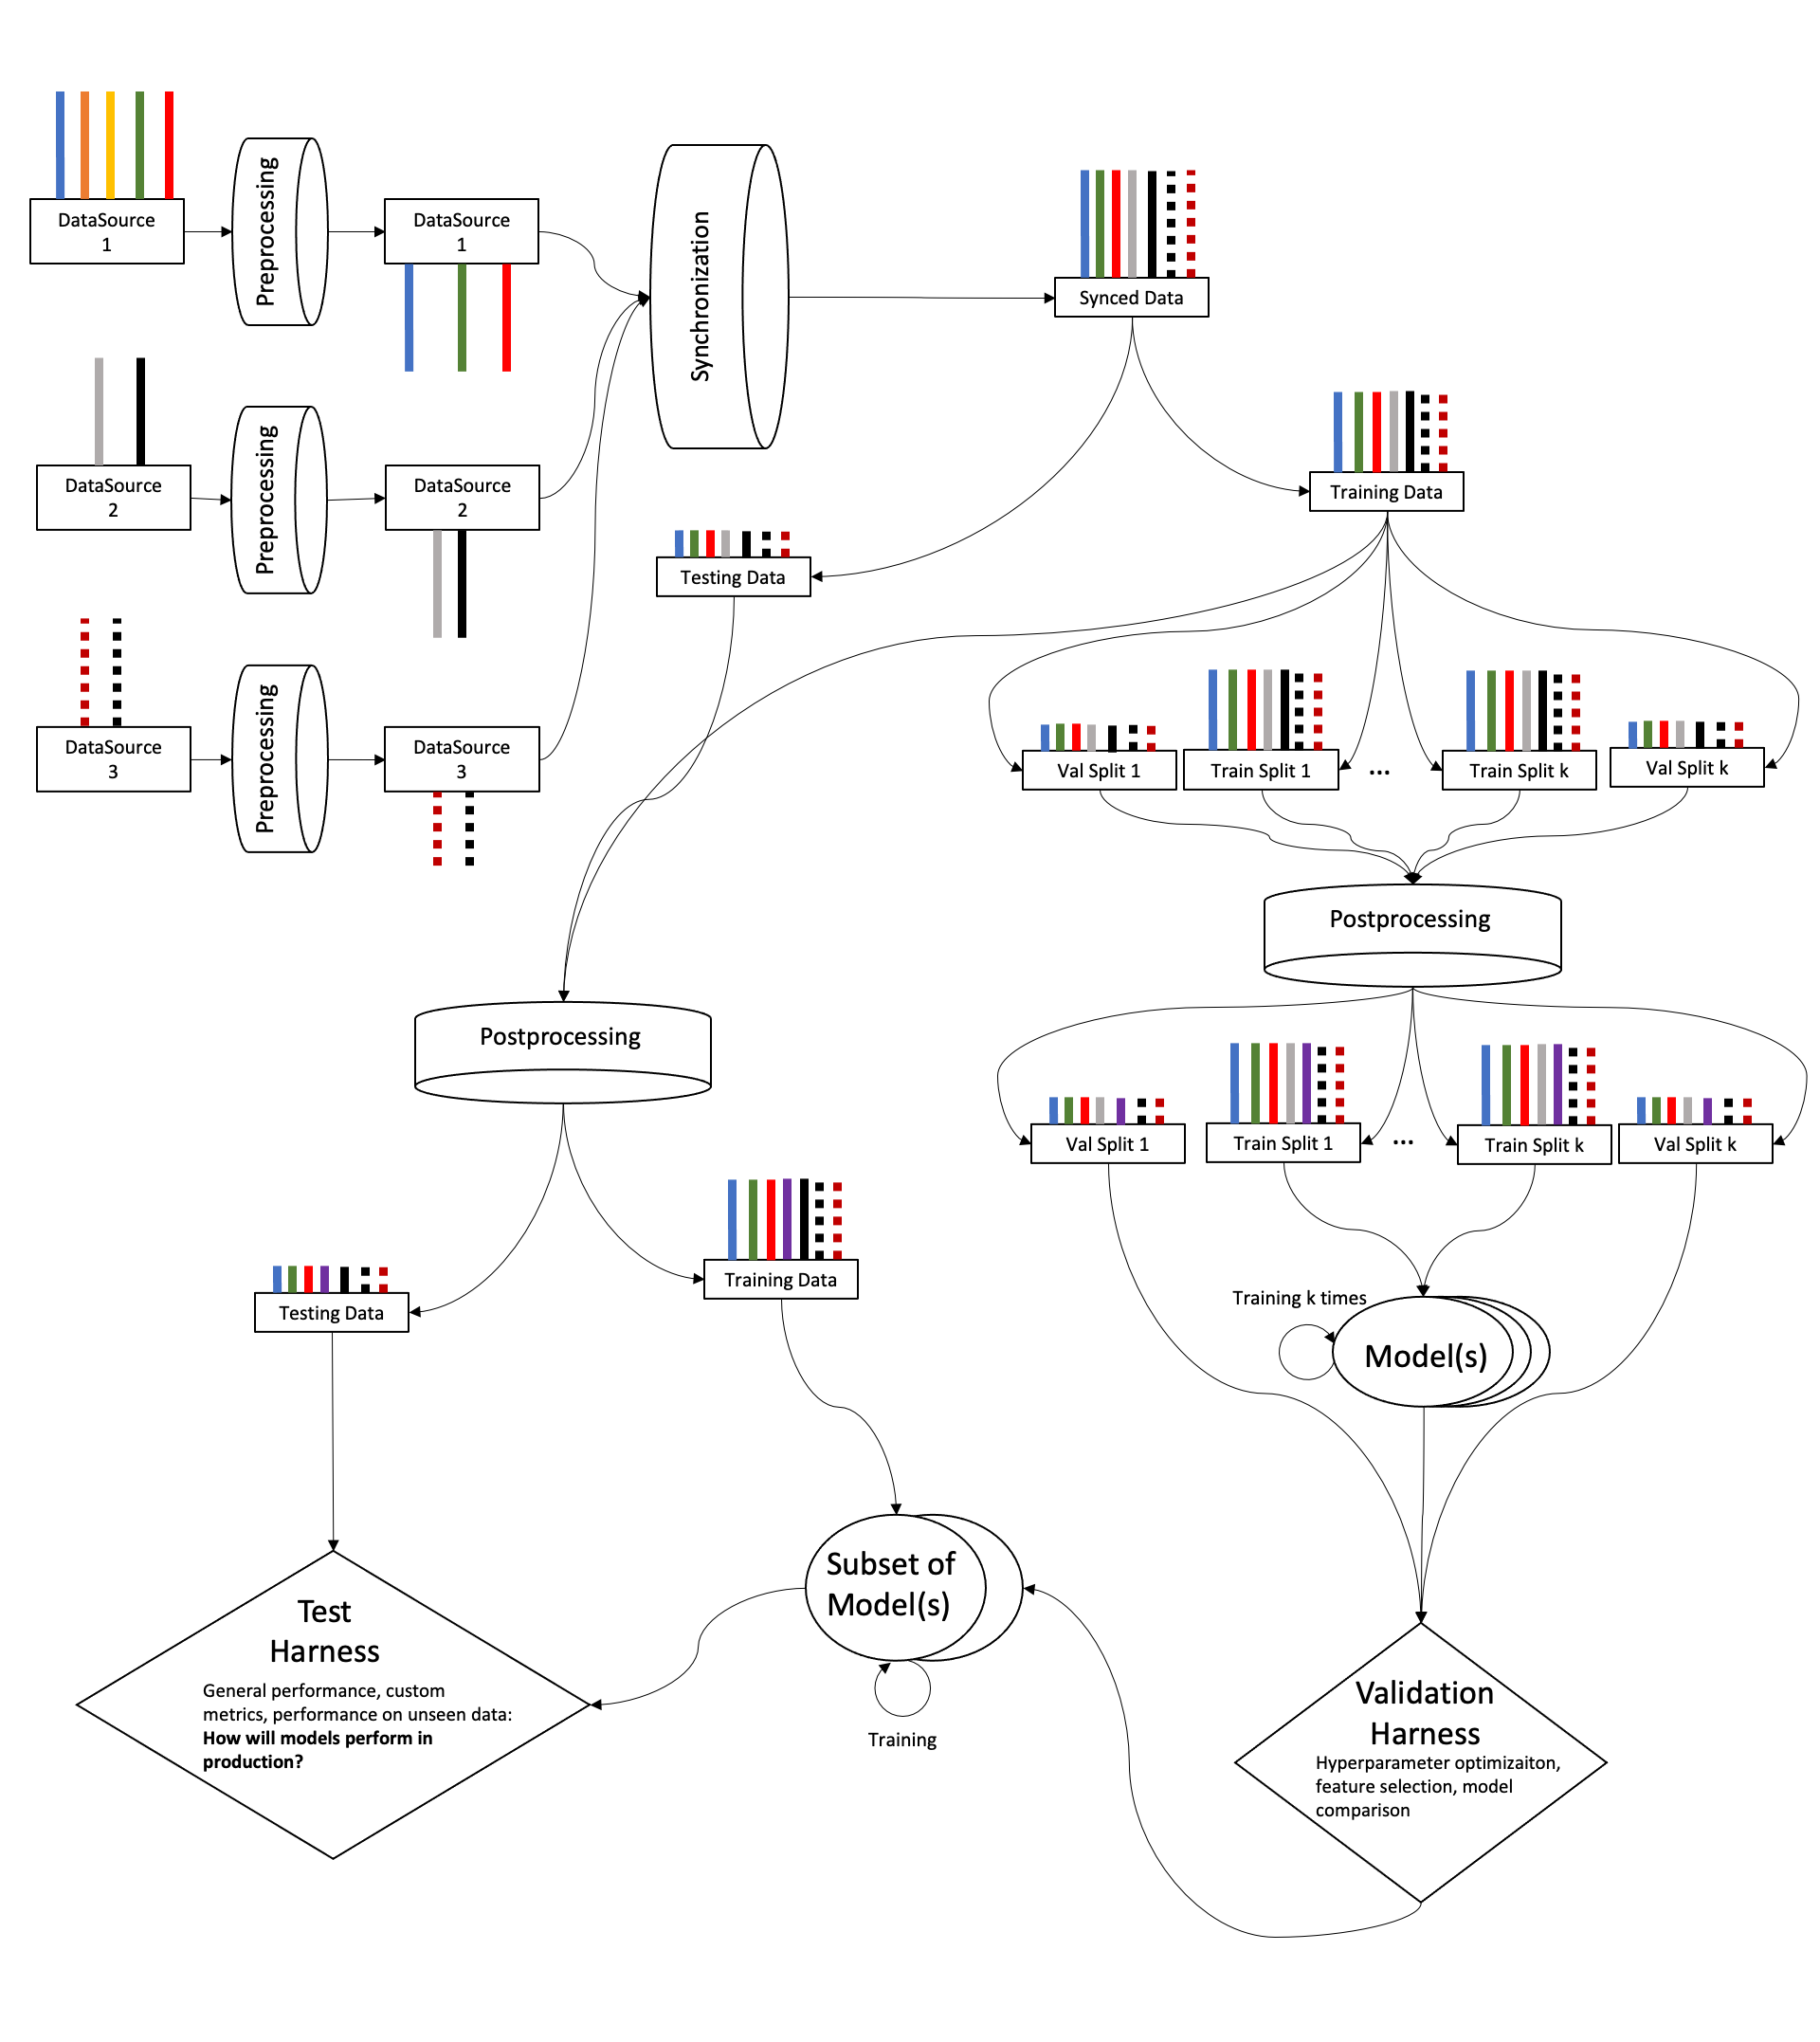 DataSource
1
Preprocessing
DataSource
1
Synchronization
Synced Data
DataSource
2
Preprocessing
DataSource
2
Training Data
Testing Data
DataSource
3
Preprocessing
DataSource
3
Val Split 1
Train Split 1
...
Train Split k
Val Split k
Postprocessing
Postprocessing
Val Split 1
Train Split 1
...
Train Split k
Val Split k
Training Data
Testing Data
Training k times
Model(s)
Subset of
Model(s)
Training
Test
Harness
General performance, custom
metrics, performance on unseen data:
How will models perform in
production?
Validation
Harness
Hyperparameter optimizaiton,
feature selection, model
comparison